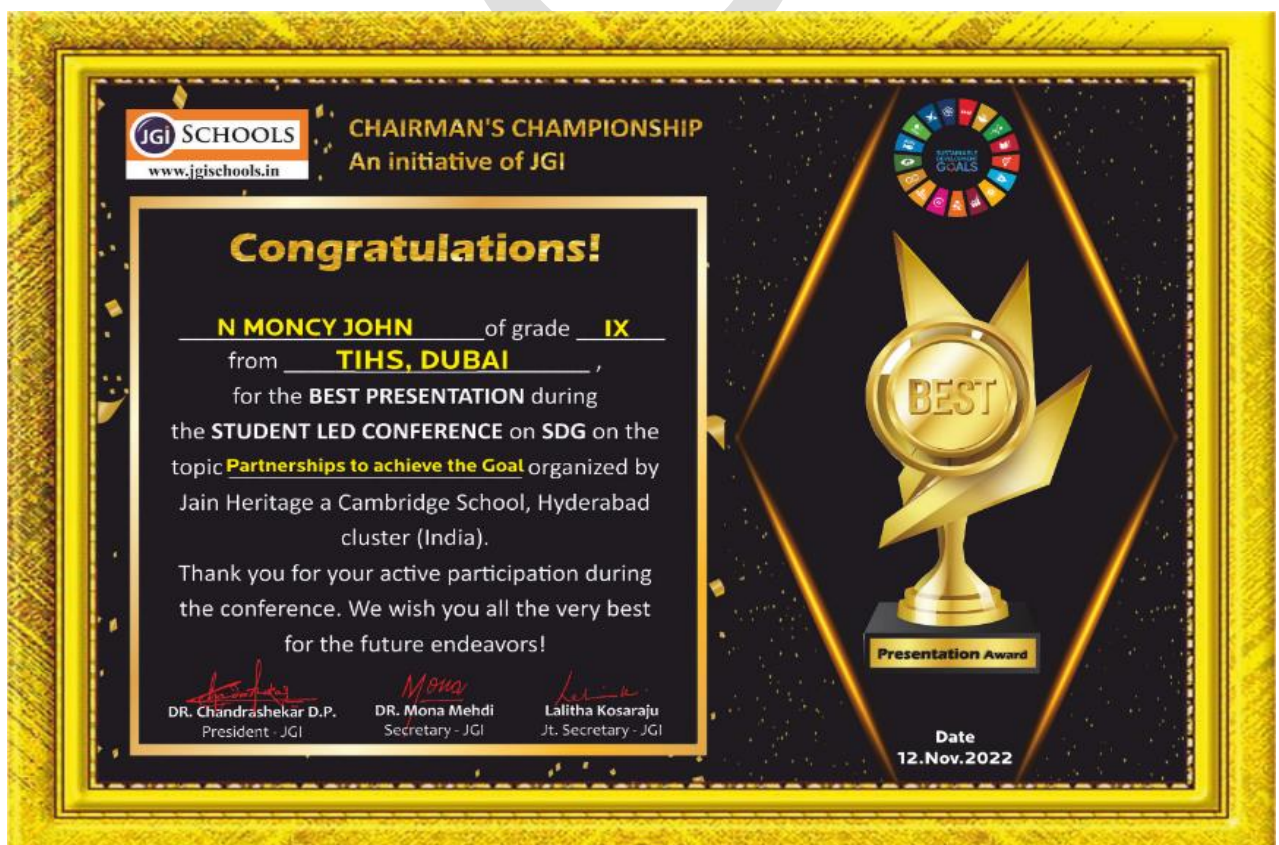 JGI SCHOOLS
www.jgischools.in
CHAIRMAN'S CHAMPIONSHIP
An initiative of JGI
SUSTAINABLE
DEVELOPMENT
GOALS
Congratulations!
N MONCY JOHN of grade IX
from TIHS, DUBAI ,
for the BEST PRESENTATION during
the STUDENT LED CONFERENCE on SDG on the
topic Partnerships to achieve the Goal organized by
Jain Heritage a Cambridge School, Hyderabad
cluster (India).
Thank you for your active participation during
the conference. We wish you all the very best
for the future endeavors!
Mona
DR. Chandrashekar D.P. DR. Mona Mehdi Lalitha Kosaraju
President - JGI Secretary - JGI Jt. Secretary - JGI
BEST
Presentation Award
Date
12.Nov.2022